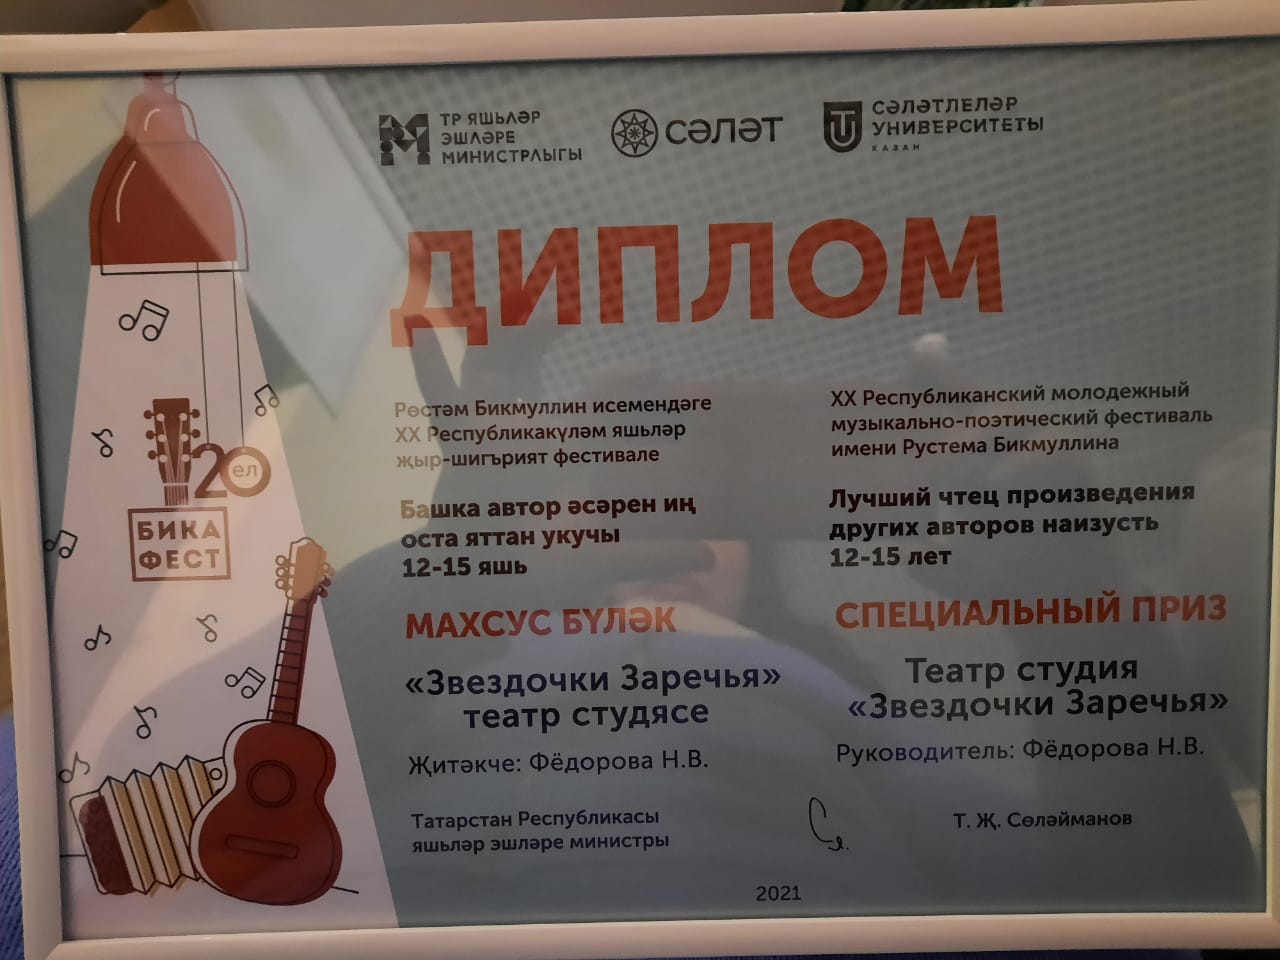 ТР ЯШЬЛӘР
ЭШЛӘРЕ
МИНИСТРЛЫГЫ
СӘЛӘТ
СӘЛӘТЛЕЛӘР
УНИВЕРСИТЕТЫ
КАЗАН
ДИПЛОМ
Рөстәм Бикмуллин исемендәге
XX Республикакүләм яшьләр
җыр-шигърият фестивале
Башка автор әсәрен иң
оста яттан укучы
12-15 яшь
МАХСУС БҮЛӘК
«Звездочки Заречья»
театр студясе
Җитәкче: Фёдорова Н.В.
Татарстан Республикасы
яшьләр эшләре министры
XX Республиканский молодежный
музыкально-поэтический фестиваль
имени Рустема Бикмуллина
Лучший чтец произведения
других авторов наизусть
12-15 лет
СПЕЦИАЛЬНЫЙ ПРИЗ
Театр студия
«Звездочки Заречья»
Руководитель: Фёдорова Н.В.
Т. Җ. Сөләйманов
2021
20 ел
БИКА
ФЕСТ